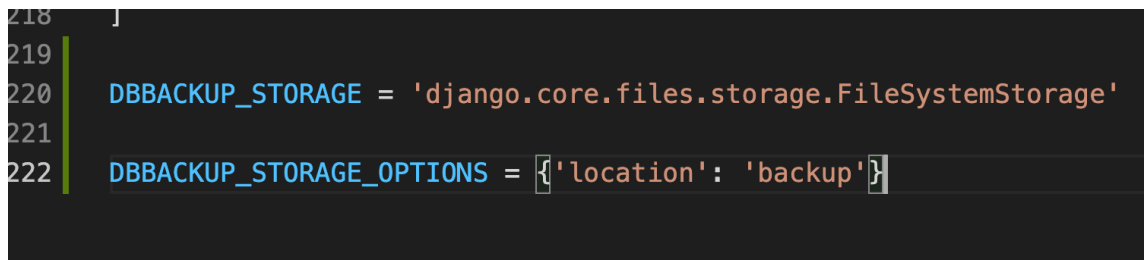 218 ]
219
220 DBBACKUP_STORAGE = 'django.core.files.storage.FileSystemStorage'
221
222 DBBACKUP_STORAGE_OPTIONS = {'location': 'backup'}